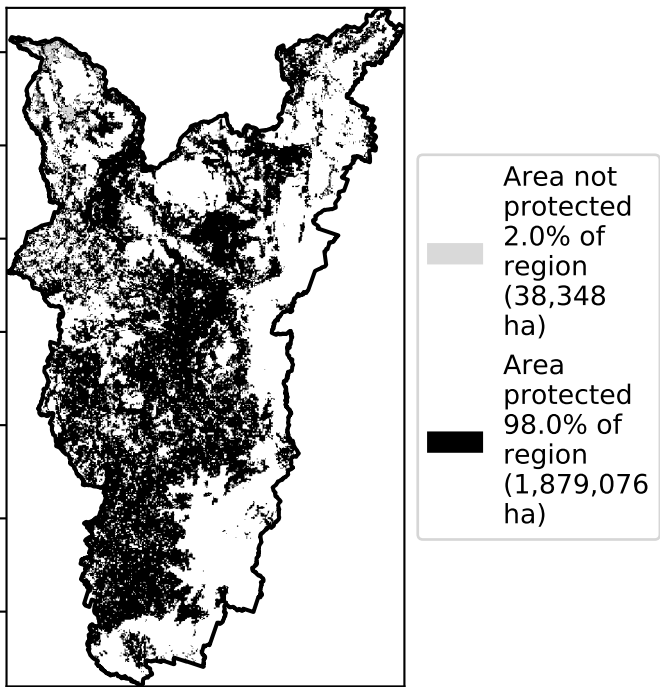 Area not
protected
2.0% of
region
(38,348
ha)
Area
protected
98.0% of
region
(1,879,076
ha)